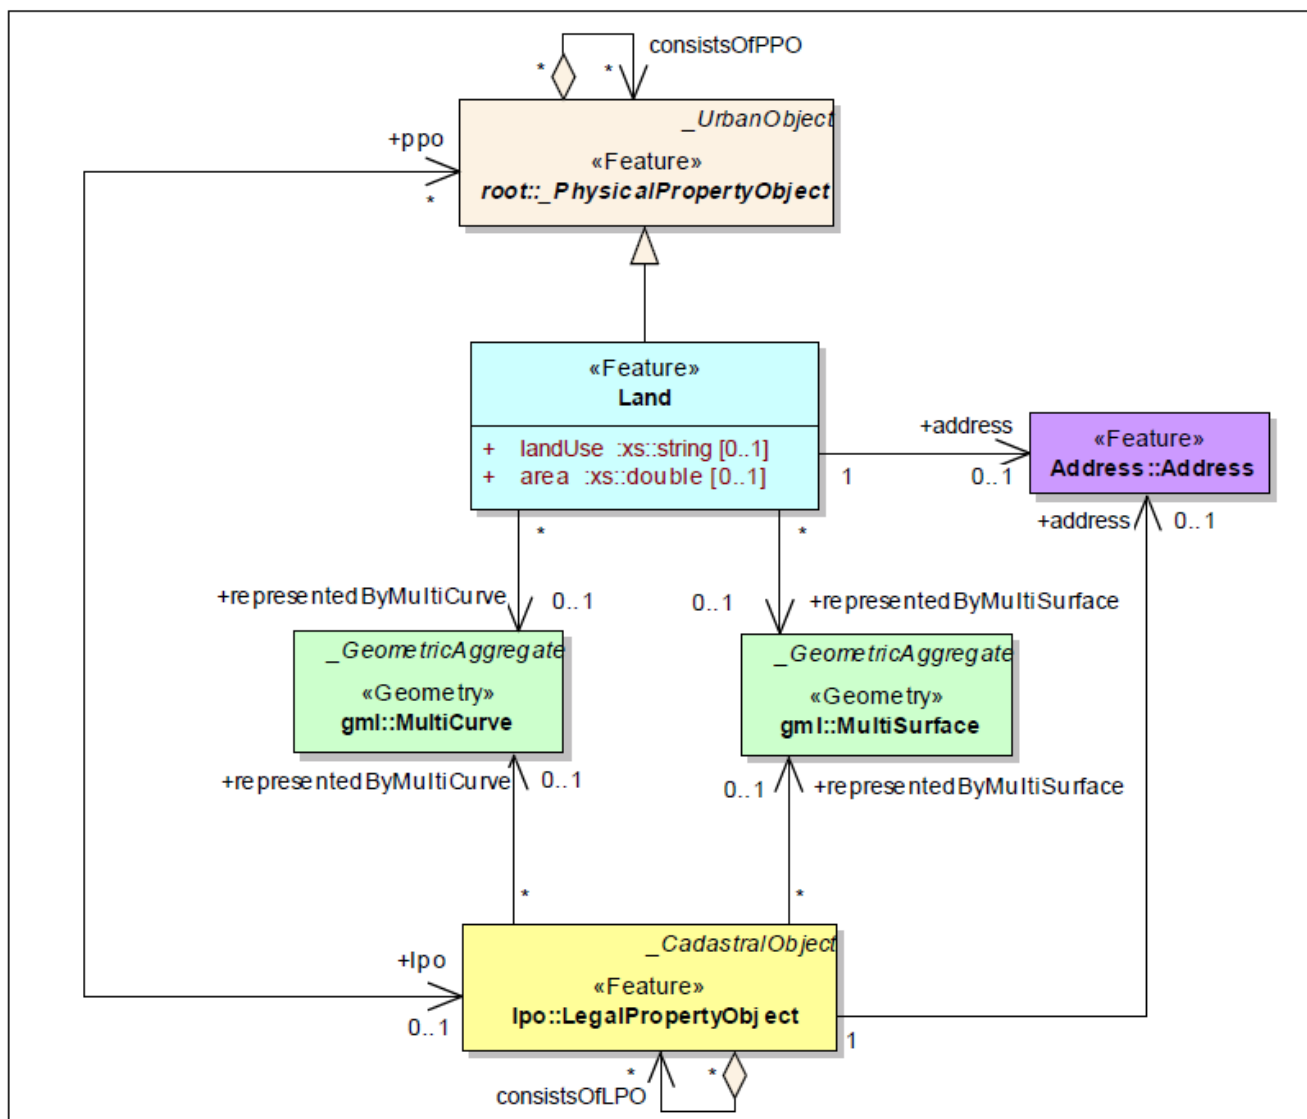 consistsOfPPO
*
*
_UrbanObject
+ppo
«Feature»
root::_PhysicalPropertyObject
*
«Feature»
Land
+ landUse :xs::string [0..1]
+ area :xs::double [0..1]
+address
1
0..1
«Feature»
Address::Address
+address
0..1
*
*
+representedByMultiCurve
0..1
0..1
+representedByMultiSurface
_GeometricAggregate
«Geometry»
gml::MultiCurve
_GeometricAggregate
«Geometry»
gml::MultiSurface
+representedByMultiCurve
0..1
0..1
+representedByMultiSurface
*
*
_CadastralObject
+lpo
«Feature»
lpo::LegalPropertyObject
0..1
1
*
*
consistsOfLPO